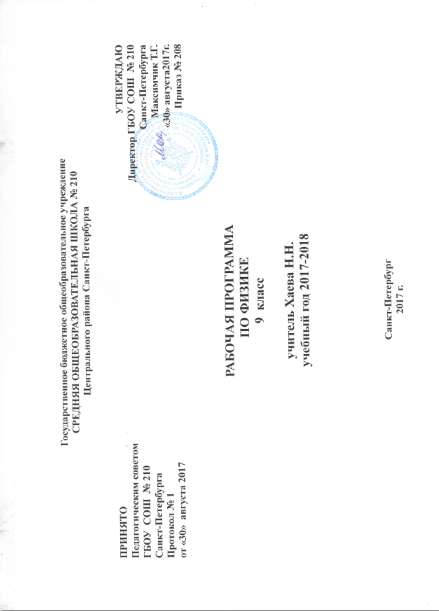 Государственное бюджетное общеобразовательное учреждение
СРЕДНЯЯ ОБЩЕОБРАЗОВАТЕЛЬНАЯ ШКОЛА № 210
Центрального района Санкт-Петербурга
ПРИНЯТО
Педагогическим советом
ГБОУ СОШ № 210
Санкт-Петербурга
Протокол № 1
от «30» августа 2017
УТВЕРЖДАЮ
Директор ГБОУ СОШ № 210
Санкт-Петербурга
Максимчик Т.Г.
«30» августа2017г.
Приказ № 208
РАБОЧАЯ ПРОГРАММА
ПО ФИЗИКЕ
9 класс
учитель Хаева Н.Н.
учебный год 2017-2018
Санкт-Петербург
2017 г.